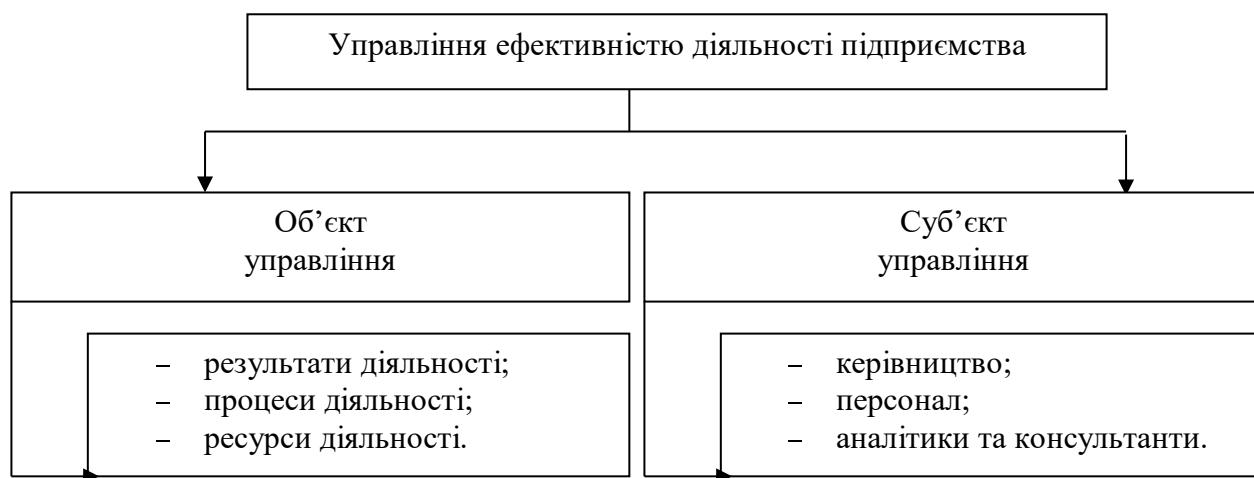 Управління ефективністю діяльності підприємства
Об’єкт
управління
Суб’єкт
управління
– результати діяльності;
– процеси діяльності;
– ресурси діяльності.
– керівництво;
– персонал;
– аналітики та консультанти.